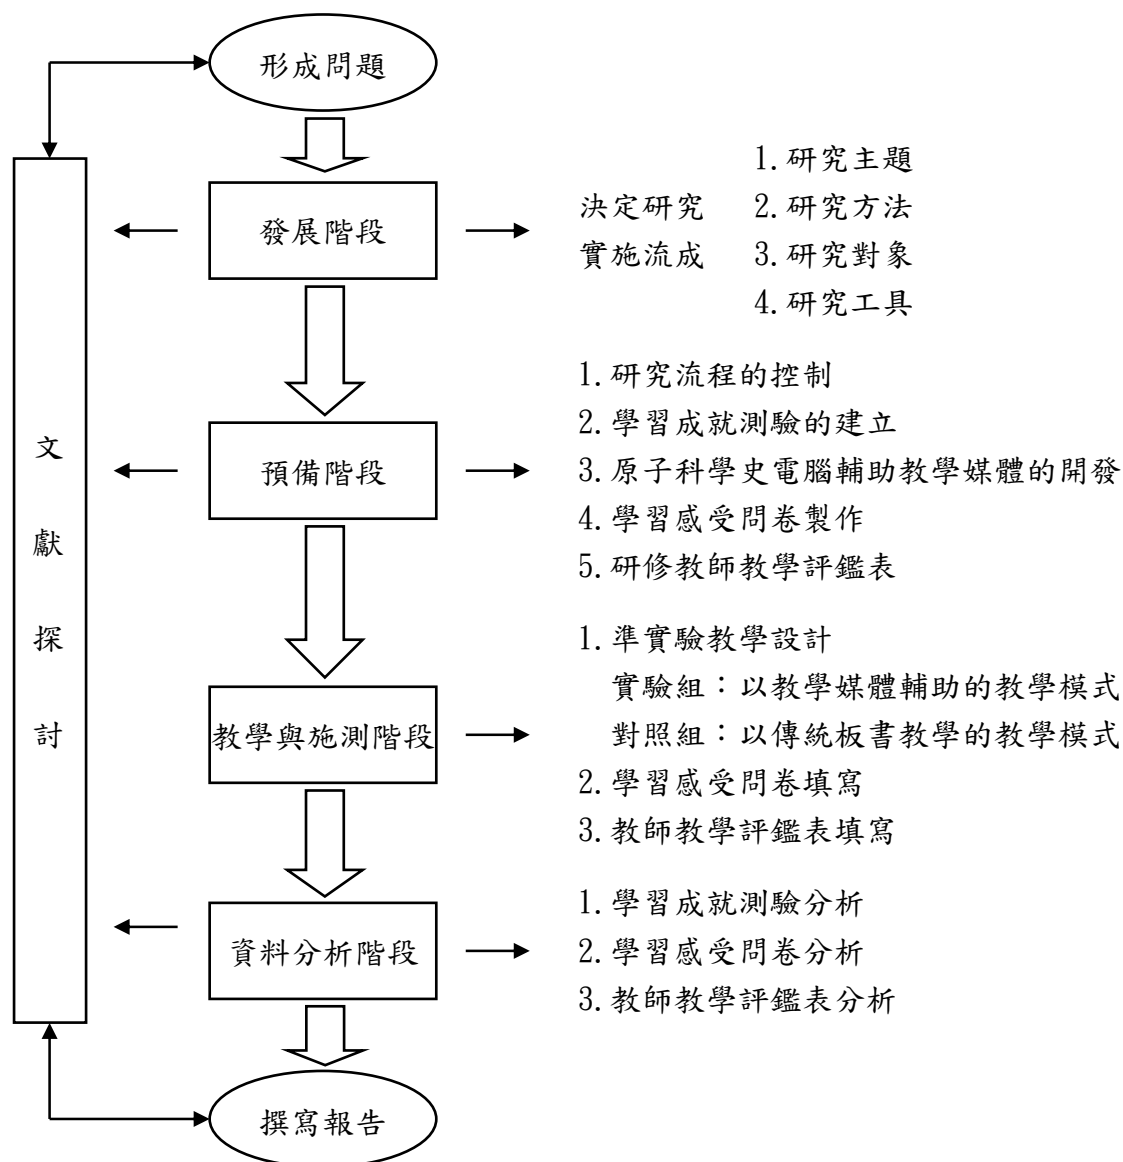 形成問題
發展階段
決定研究
實施流成
1.研究主題
2.研究方法
3.研究對象
4.研究工具
文獻探討
預備階段
1.研究流程的控制
2.學習成就測驗的建立
3.原子科學史電腦輔助教學媒體的開發
4.學習感受問卷製作
5.研修教師教學評鑑表
教學與施測階段
1.準實驗教學設計
實驗組：以教學媒體輔助的教學模式
對照組：以傳統板書教學的教學模式
2.學習感受問卷填寫
3.教師教學評鑑表填寫
資料分析階段
1.學習成就測驗分析
2.學習感受問卷分析
3.教師教學評鑑表分析
撰寫報告